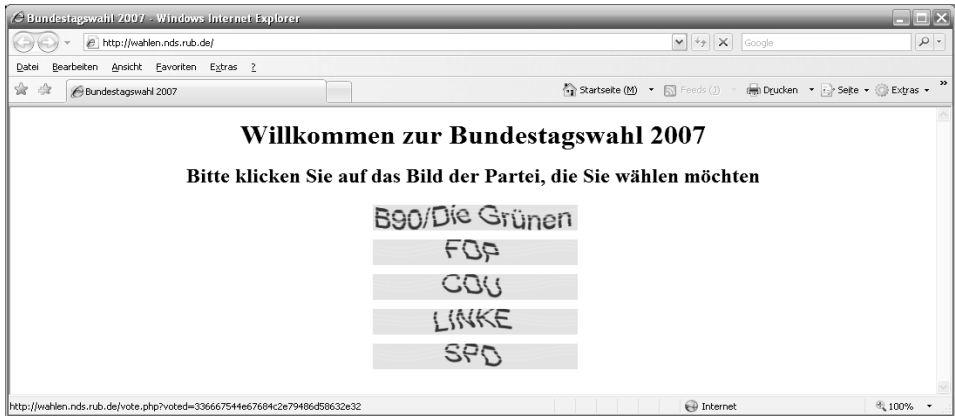 Bundestagswahl 2007 - Windows Internet Explorer
http://wahlen.nds.rub.de/ Google
Datei Bearbeiten Ansicht Favoriten Extras ?
Bundestagswahl 2007 Startseite (M) Feeds (J) Drucken Seite Extras »
Willkommen zur Bundestagswahl 2007
Bitte klicken Sie auf das Bild der Partei, die Sie wählen möchten
B90/Die Grünen
FDP
CDU
LINKE
SPD
http://wahlen.nds.rub.de/vote.php?voted=336667544e67684c2e79486d58632e32 Internet 100%